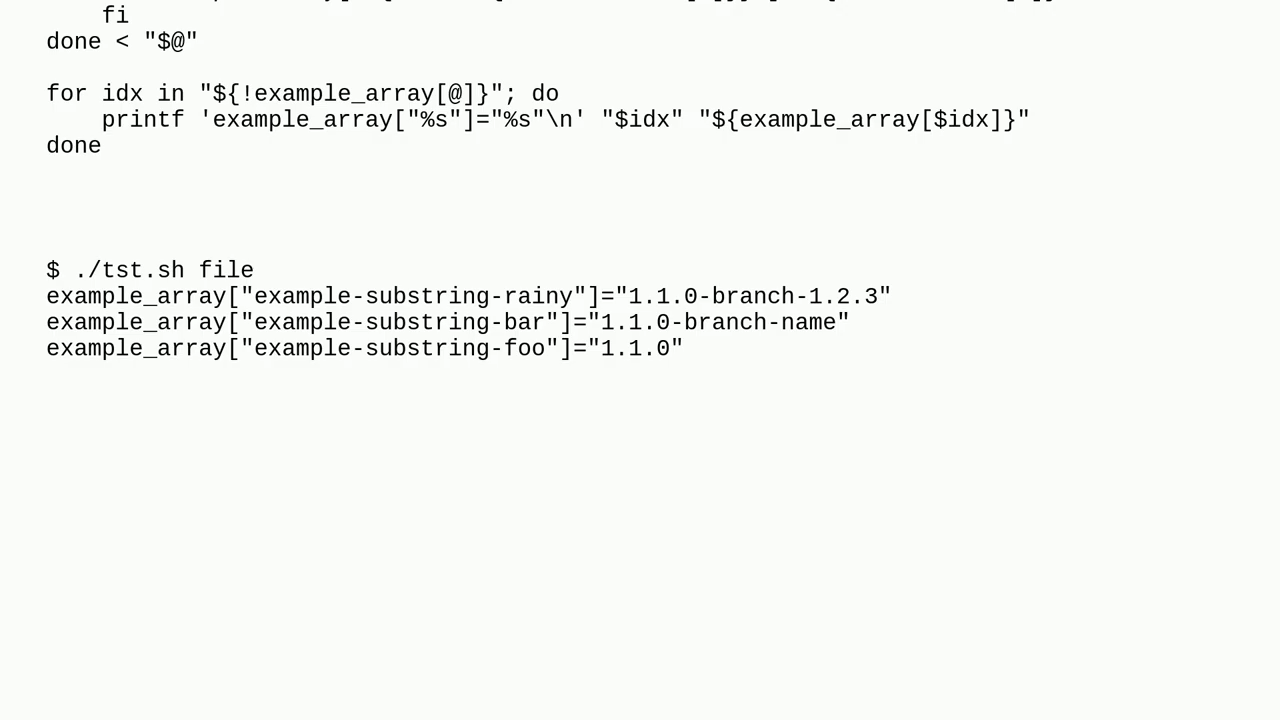 fi
done < "$@"
for idx in "${!example_array[@]}"; do
printf 'example_array["%s"]="%s"\n' "$idx" "${example_array[$idx]}"
done
$ ./tst.sh file
example_array["example-substring-rainy"]="1.1.0-branch-1.2.3"
example_array["example-substring-bar"]="1.1.0-branch-name"
example_array["example-substring-foo"]="1.1.0"